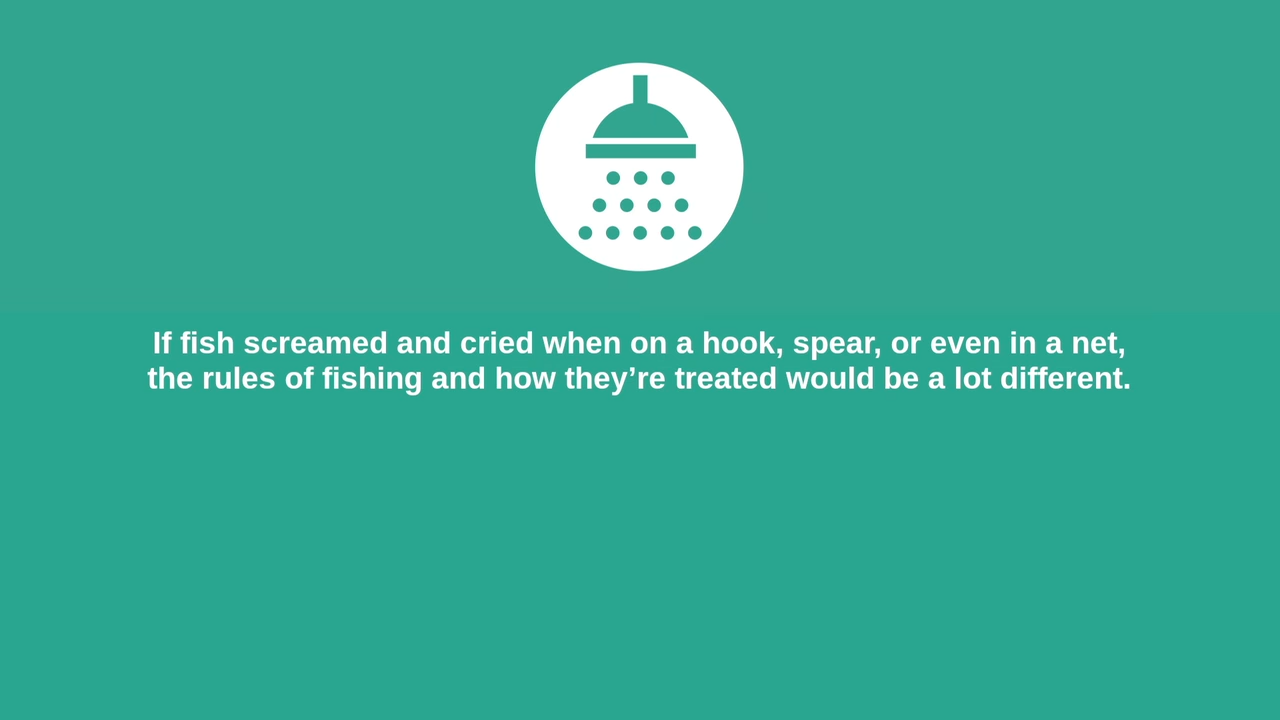 If fish screamed and cried when on a hook, spear, or even in a net,
the rules of fishing and how they’re treated would be a lot different.